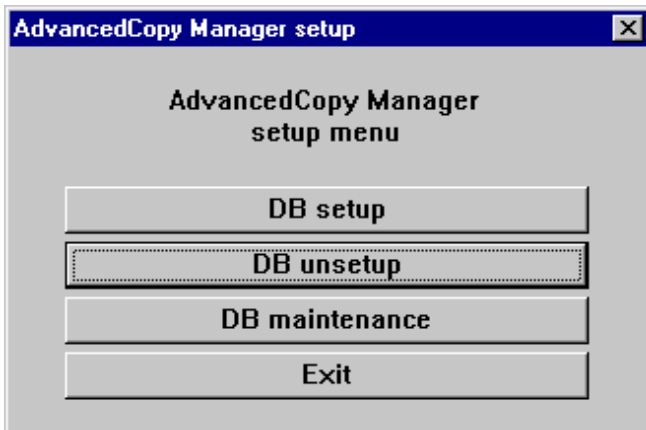 AdvancedCopy Manager setup
AdvancedCopy Manager
setup menu
DB setup
DB unsetup
DB maintenance
Exit